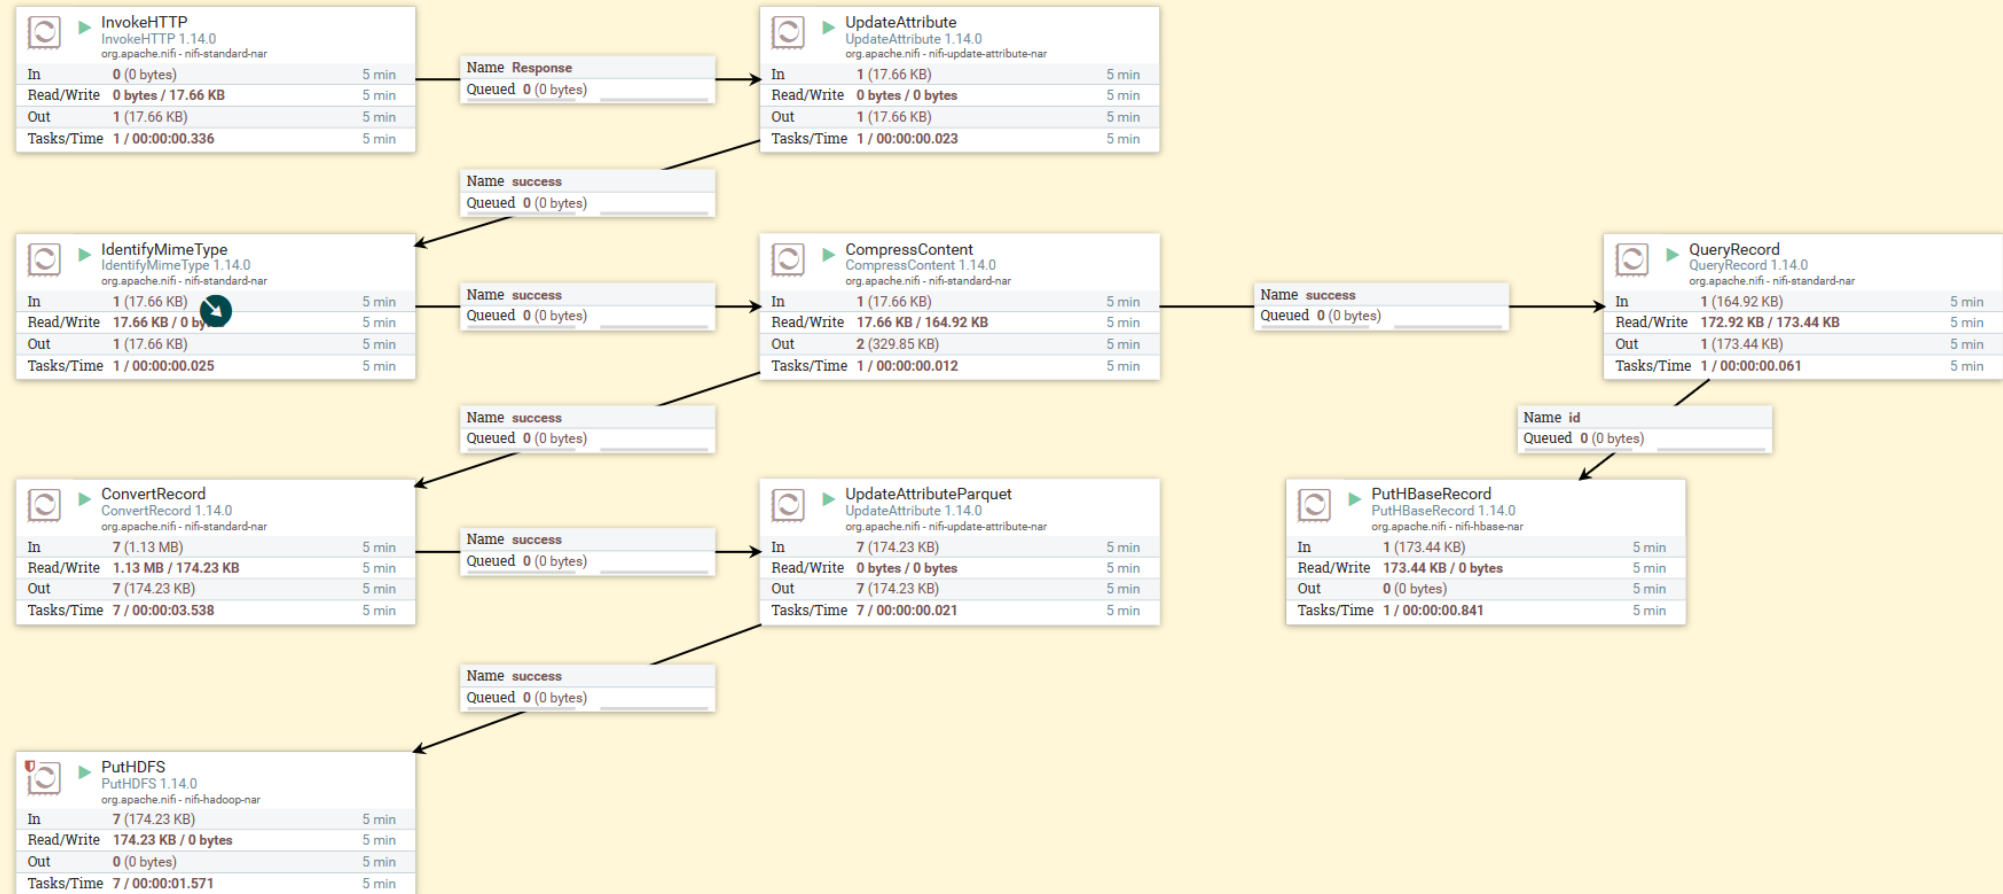 InvokeHTTP
InvokeHTTP 1.14.0
org.apache.nifi - nifi-standard-nar
In 0 (0 bytes) 5 min
Read/Write 0 bytes / 17.66 KB 5 min
Out 1 (17.66 KB) 5 min
Tasks/Time 1 / 00:00:00.336 5 min
Name Response
Queued 0 (0 bytes)
UpdateAttribute
UpdateAttribute 1.14.0
org.apache.nifi - nifi-update-attribute-nar
In 1 (17.66 KB) 5 min
Read/Write 0 bytes / 0 bytes 5 min
Out 1 (17.66 KB) 5 min
Tasks/Time 1 / 00:00:00.023 5 min
Name success
Queued 0 (0 bytes)
IdentifyMimeType
IdentifyMimeType 1.14.0
org.apache.nifi - nifi-standard-nar
In 1 (17.66 KB) 5 min
Read/Write 17.66 KB / 0 5 min
Out 1 (17.66 KB) 5 min
Tasks/Time 1 / 00:00:00.025 5 min
Name success
Queued 0 (0 bytes)
CompressContent
CompressContent 1.14.0
org.apache.nifi - nifi-standard-nar
In 1 (17.66 KB) 5 min
Read/Write 17.66 KB / 164.92 KB 5 min
Out 2 (329.85 KB) 5 min
Tasks/Time 1 / 00:00:00.012 5 min
Name success
Queued 0 (0 bytes)
QueryRecord
QueryRecord 1.14.0
org.apache.nifi - nifi-standard-nar
In 1 (164.92 KB) 5 min
Read/Write 172.92 KB / 173.44 KB 5 min
Out 1 (173.44 KB) 5 min
Tasks/Time 1 / 00:00:00.061 5 min
Name success
Queued 0 (0 bytes)
Name id
Queued 0 (0 bytes)
ConvertRecord
ConvertRecord 1.14.0
org.apache.nifi - nifi-standard-nar
In 7 (1.13 MB) 5 min
Read/Write 1.13 MB / 174.23 KB 5 min
Out 7 (174.23 KB) 5 min
Tasks/Time 7 / 00:00:03.538 5 min
Name success
Queued 0 (0 bytes)
UpdateAttributeParquet
UpdateAttribute 1.14.0
org.apache.nifi - nifi-update-attribute-nar
In 7 (174.23 KB) 5 min
Read/Write 0 bytes / 0 bytes 5 min
Out 7 (174.23 KB) 5 min
Tasks/Time 7 / 00:00:00.021 5 min
PutHBaseRecord
PutHBaseRecord 1.14.0
org.apache.nifi - nifi-hbase-nar
In 1 (173.44 KB) 5 min
Read/Write 173.44 KB / 0 bytes 5 min
Out 0 (0 bytes) 5 min
Tasks/Time 1 / 00:00:00.841 5 min
Name success
Queued 0 (0 bytes)
PutHDFS
PutHDFS 1.14.0
org.apache.nifi - nifi-hadoop-nar
In 7 (174.23 KB) 5 min
Read/Write 174.23 KB / 0 bytes 5 min
Out 0 (0 bytes) 5 min
Tasks/Time 7 / 00:00:01.571 5 min